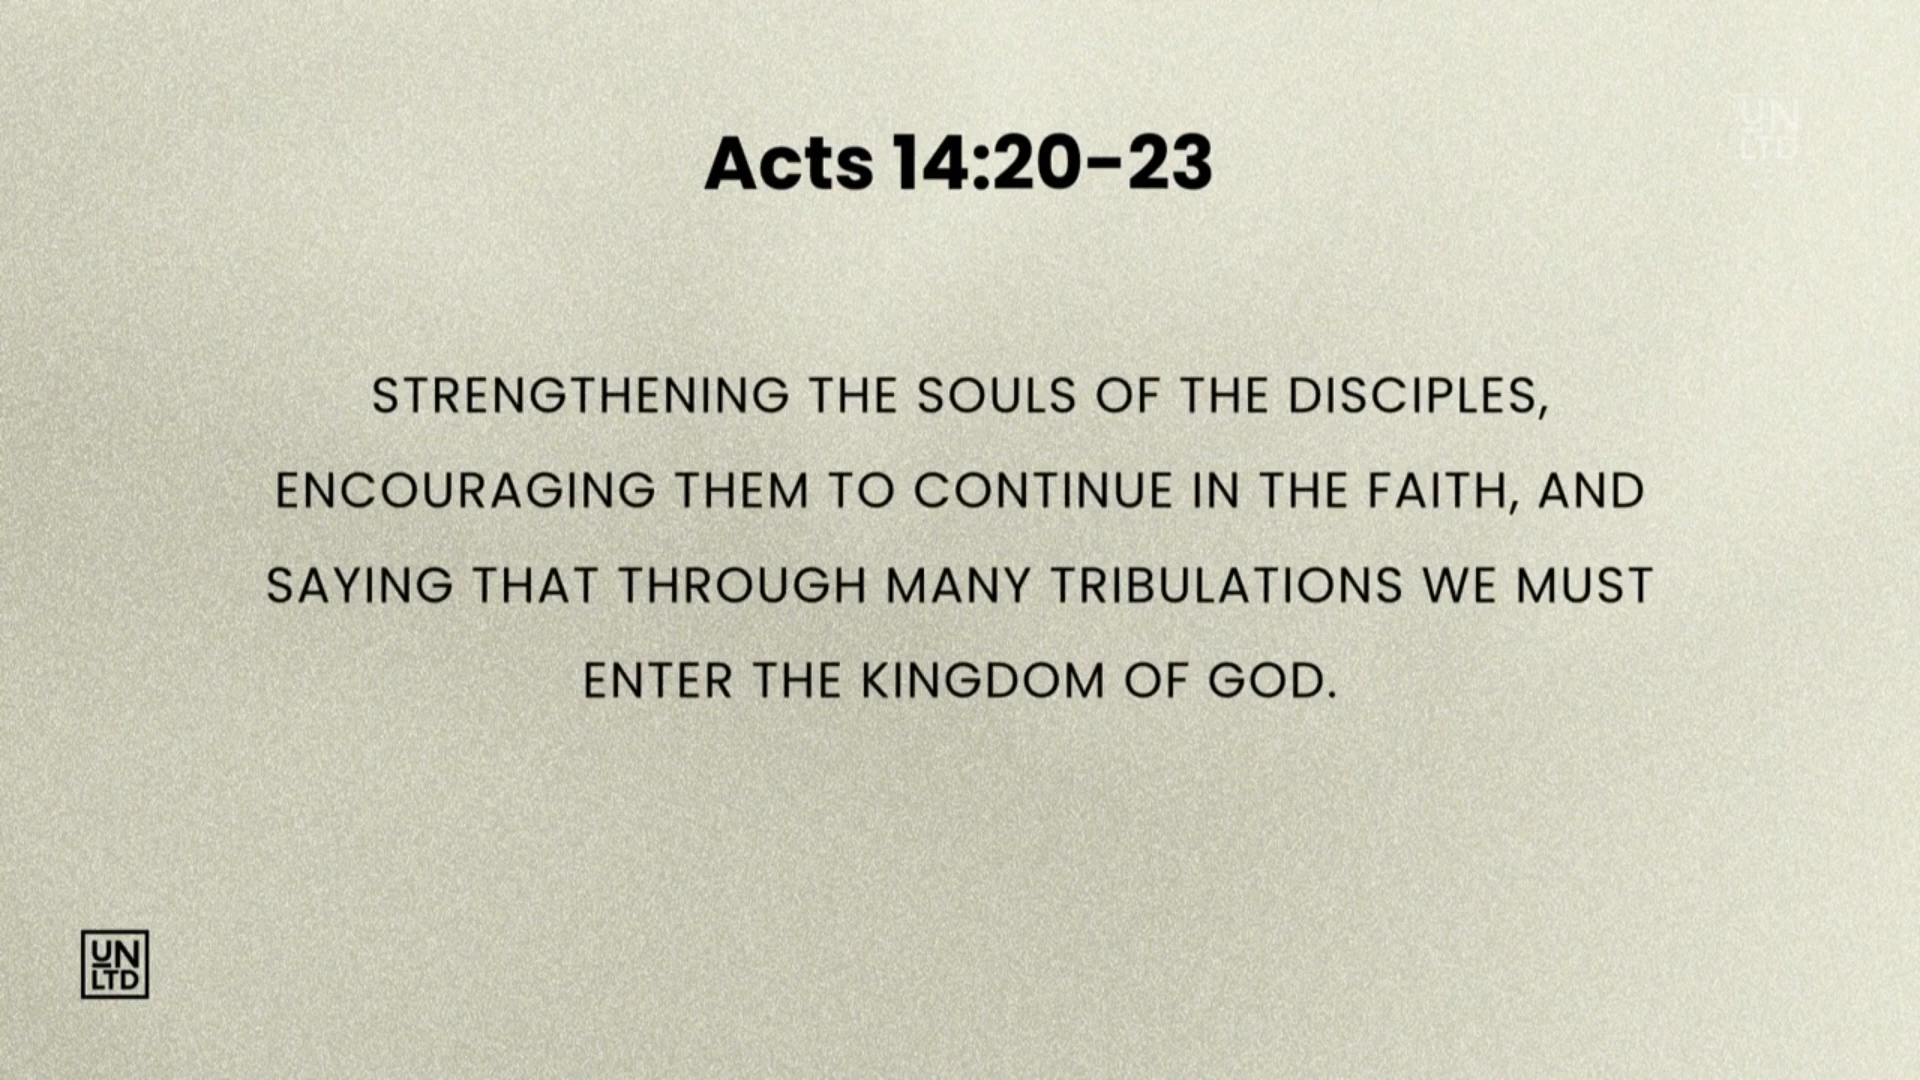 Acts 14:20-23
UN
LTD
STRENGTHENING THE SOULS OF THE DISCIPLES,
ENCOURAGING THEM TO CONTINUE IN THE FAITH, AND
SAYING THAT THROUGH MANY TRIBULATIONS WE MUST
ENTER THE KINGDOM OF GOD.
UN
LTD